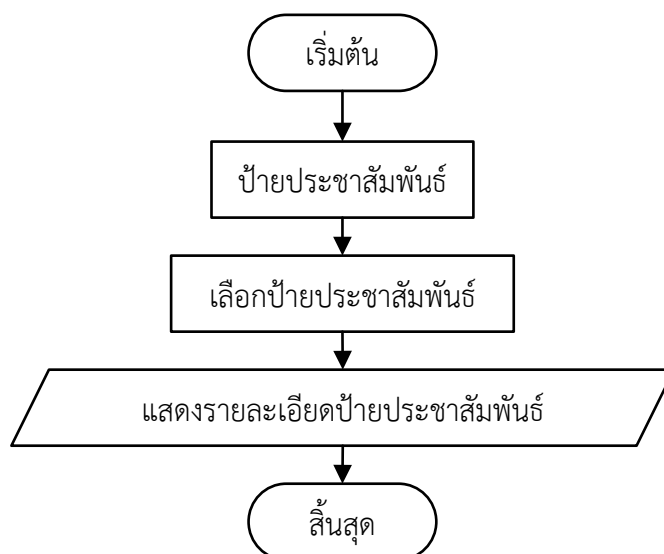 เริ่มต้น
ป้ายประชาสัมพันธ์
เลือกป้ายประชาสัมพันธ์
แสดงรายละเอียดป้ายประชาสัมพันธ์
สิ้นสุด